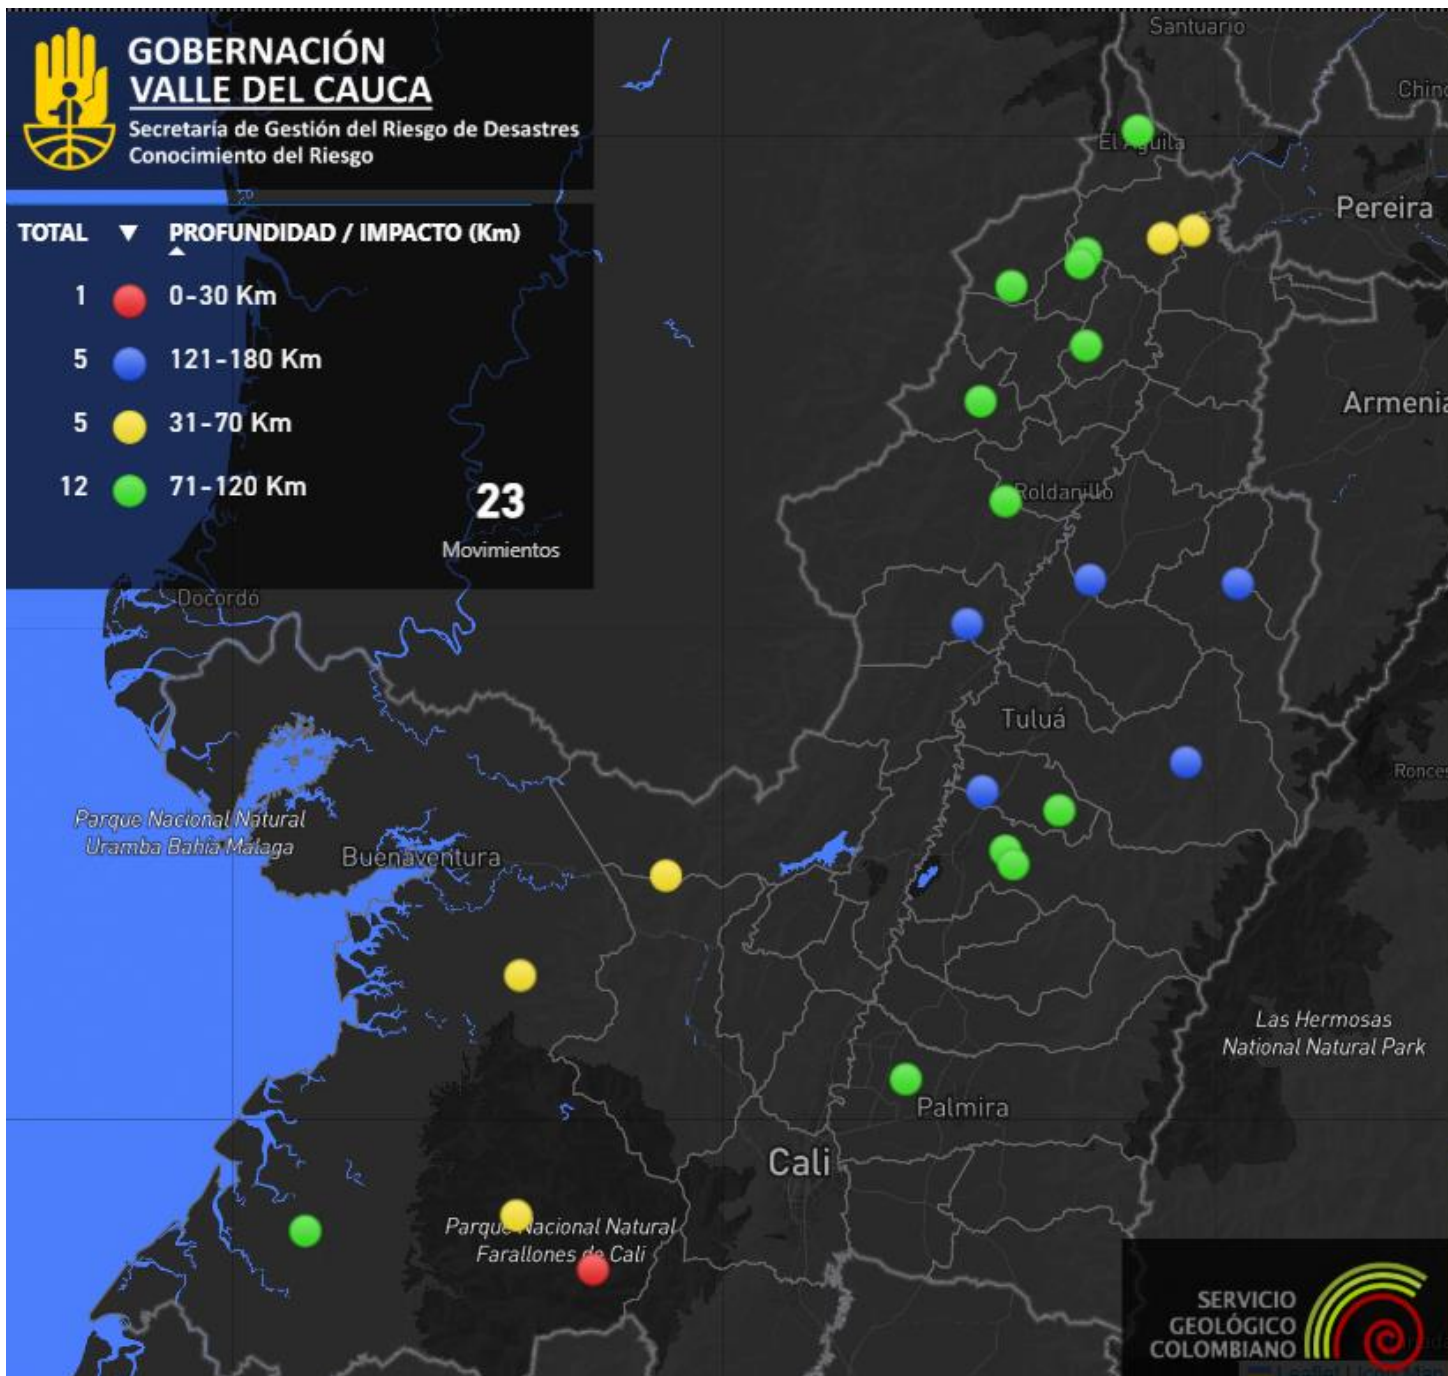 GOBERNACIÓN
VALLE DEL CAUCA
Secretaría de Gestión del Riesgo de Desastres
Conocimiento del Riesgo
TOTAL ▼ PROFUNDIDAD / IMPACTO (Km)
1 0-30 Km
5 121-180 Km
5 31-70 Km
12 71-120 Km
23
Movimientos
Santuario
El Águila
Pereira
Armenia
Roldanillo
Docordó
Tuluá
Parque Nacional Natural
Uramba Bahía Málaga
Buenaventura
Las Hermosas
National Natural Park
Palmira
Cali
Parque Nacional Natural
Farallones de Cali
SERVICIO
GEOLÓGICO
COLOMBIANO